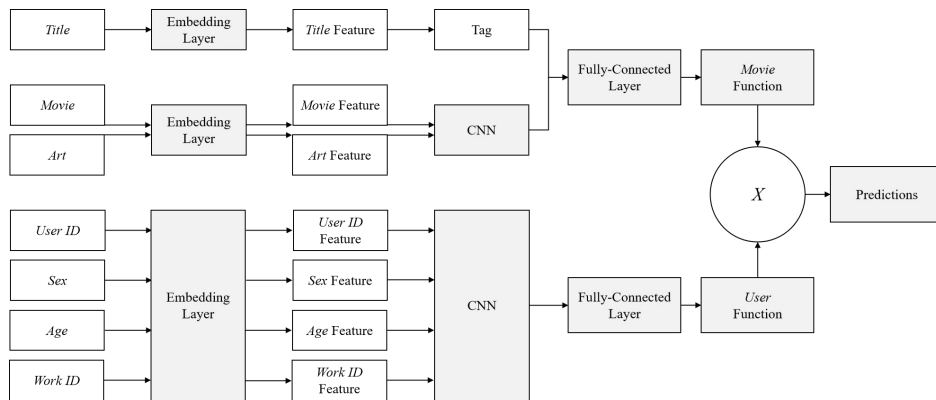 Title
Embedding
Layer
Title Feature
Tag
Movie
Art
Embedding
Layer
Movie Feature
Art Feature
CNN
Fully-Connected
Layer
Movie
Function
X
Predictions
User ID
Sex
Age
Work ID
Embedding
Layer
User ID
Feature
Sex Feature
Age Feature
Work ID
Feature
CNN
Fully-Connected
Layer
User
Function